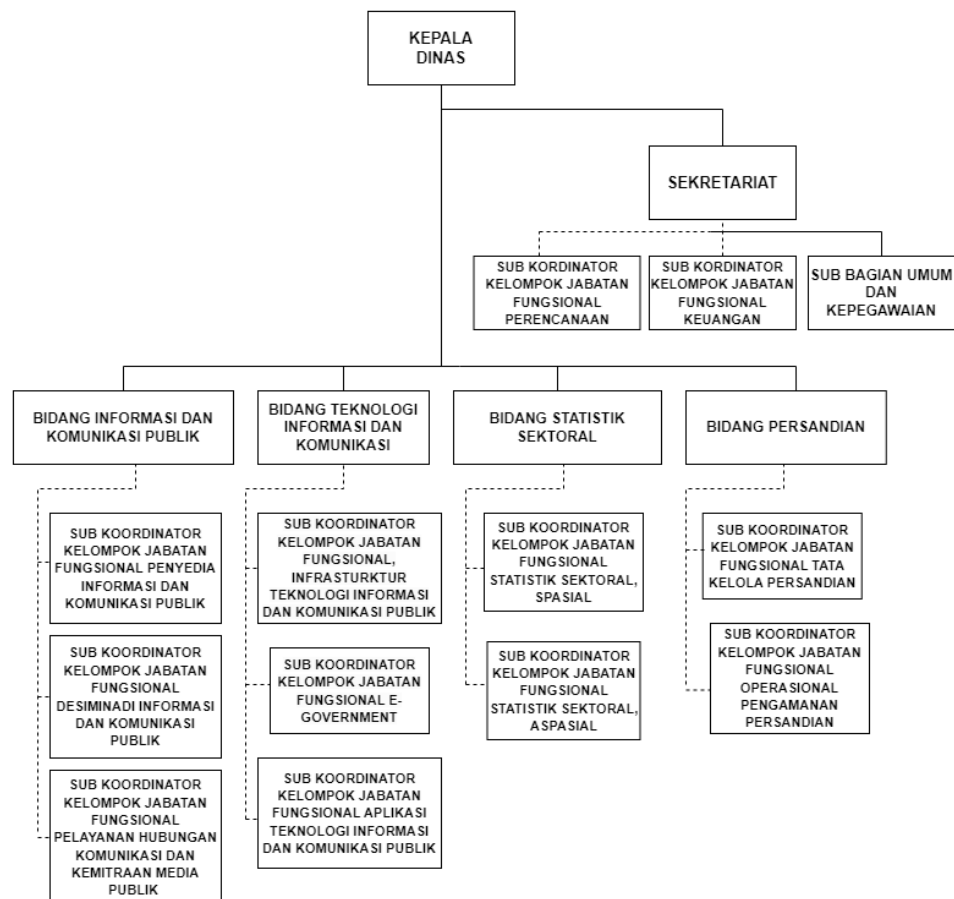 KEPALA
DINAS
SEKRETARIAT
SUB KORDINATOR
KELOMPOK JABATAN
FUNGSIONAL
PERENCANAAN
SUB KORDINATOR
KELOMPOK JABATAN
FUNGSIONAL
KEUANGAN
SUB BAGIAN UMUM
DAN
KEPEGAWAIAN
BIDANG INFORMASI DAN
KOMUNIKASI PUBLIK
BIDANG TEKNOLOGI
INFORMASI DAN
KOMUNIKASI
BIDANG STATISTIK
SEKTORAL
BIDANG PERSANDIAN
SUB KOORDINATOR
KELOMPOK JABATAN
FUNGSIONAL PENYEDIA
INFORMASI DAN
KOMUNIKASI PUBLIK
SUB KOORDINATOR
KELOMPOK JABATAN
FUNGSIONAL
DESIMINADI INFORMASI
DAN KOMUNIKASI
PUBLIK
SUB KOORDINATOR
KELOMPOK JABATAN
FUNGSIONAL
PELAYANAN HUBUNGAN
KOMUNIKASI DAN
KEMITRAAN MEDIA
PUBLIK
SUB KOORDINATOR
KELOMPOK JABATAN
FUNGSIONAL,
INFRASTURKTUR
TEKNOLOGI INFORMASI
DAN KOMUNIKASI PUBLIK
SUB KOORDINATOR
KELOMPOK JABATAN
FUNGSIONAL E-
GOVERNMENT
SUB KOORDINATOR
KELOMPOK JABATAN
FUNGSIONAL APLIKASI
TEKNOLOGI INFORMASI
DAN KOMUNIKASI PUBLIK
SUB KOORDINATOR
KELOMPOK JABATAN
FUNGSIONAL
STATISTIK SEKTORAL,
SPASIAL
SUB KOORDINATOR
KELOMPOK JABATAN
FUNGSIONAL
STATISTIK SEKTORAL,
ASPASIAL
SUB KOORDINATOR
KELOMPOK JABATAN
FUNGSIONAL TATA
KELOLA PERSANDIAN
SUB KOORDINATOR
KELOMPOK JABATAN
FUNGSIONAL
OPERASIONAL
PENGAMANAN
PERSANDIAN